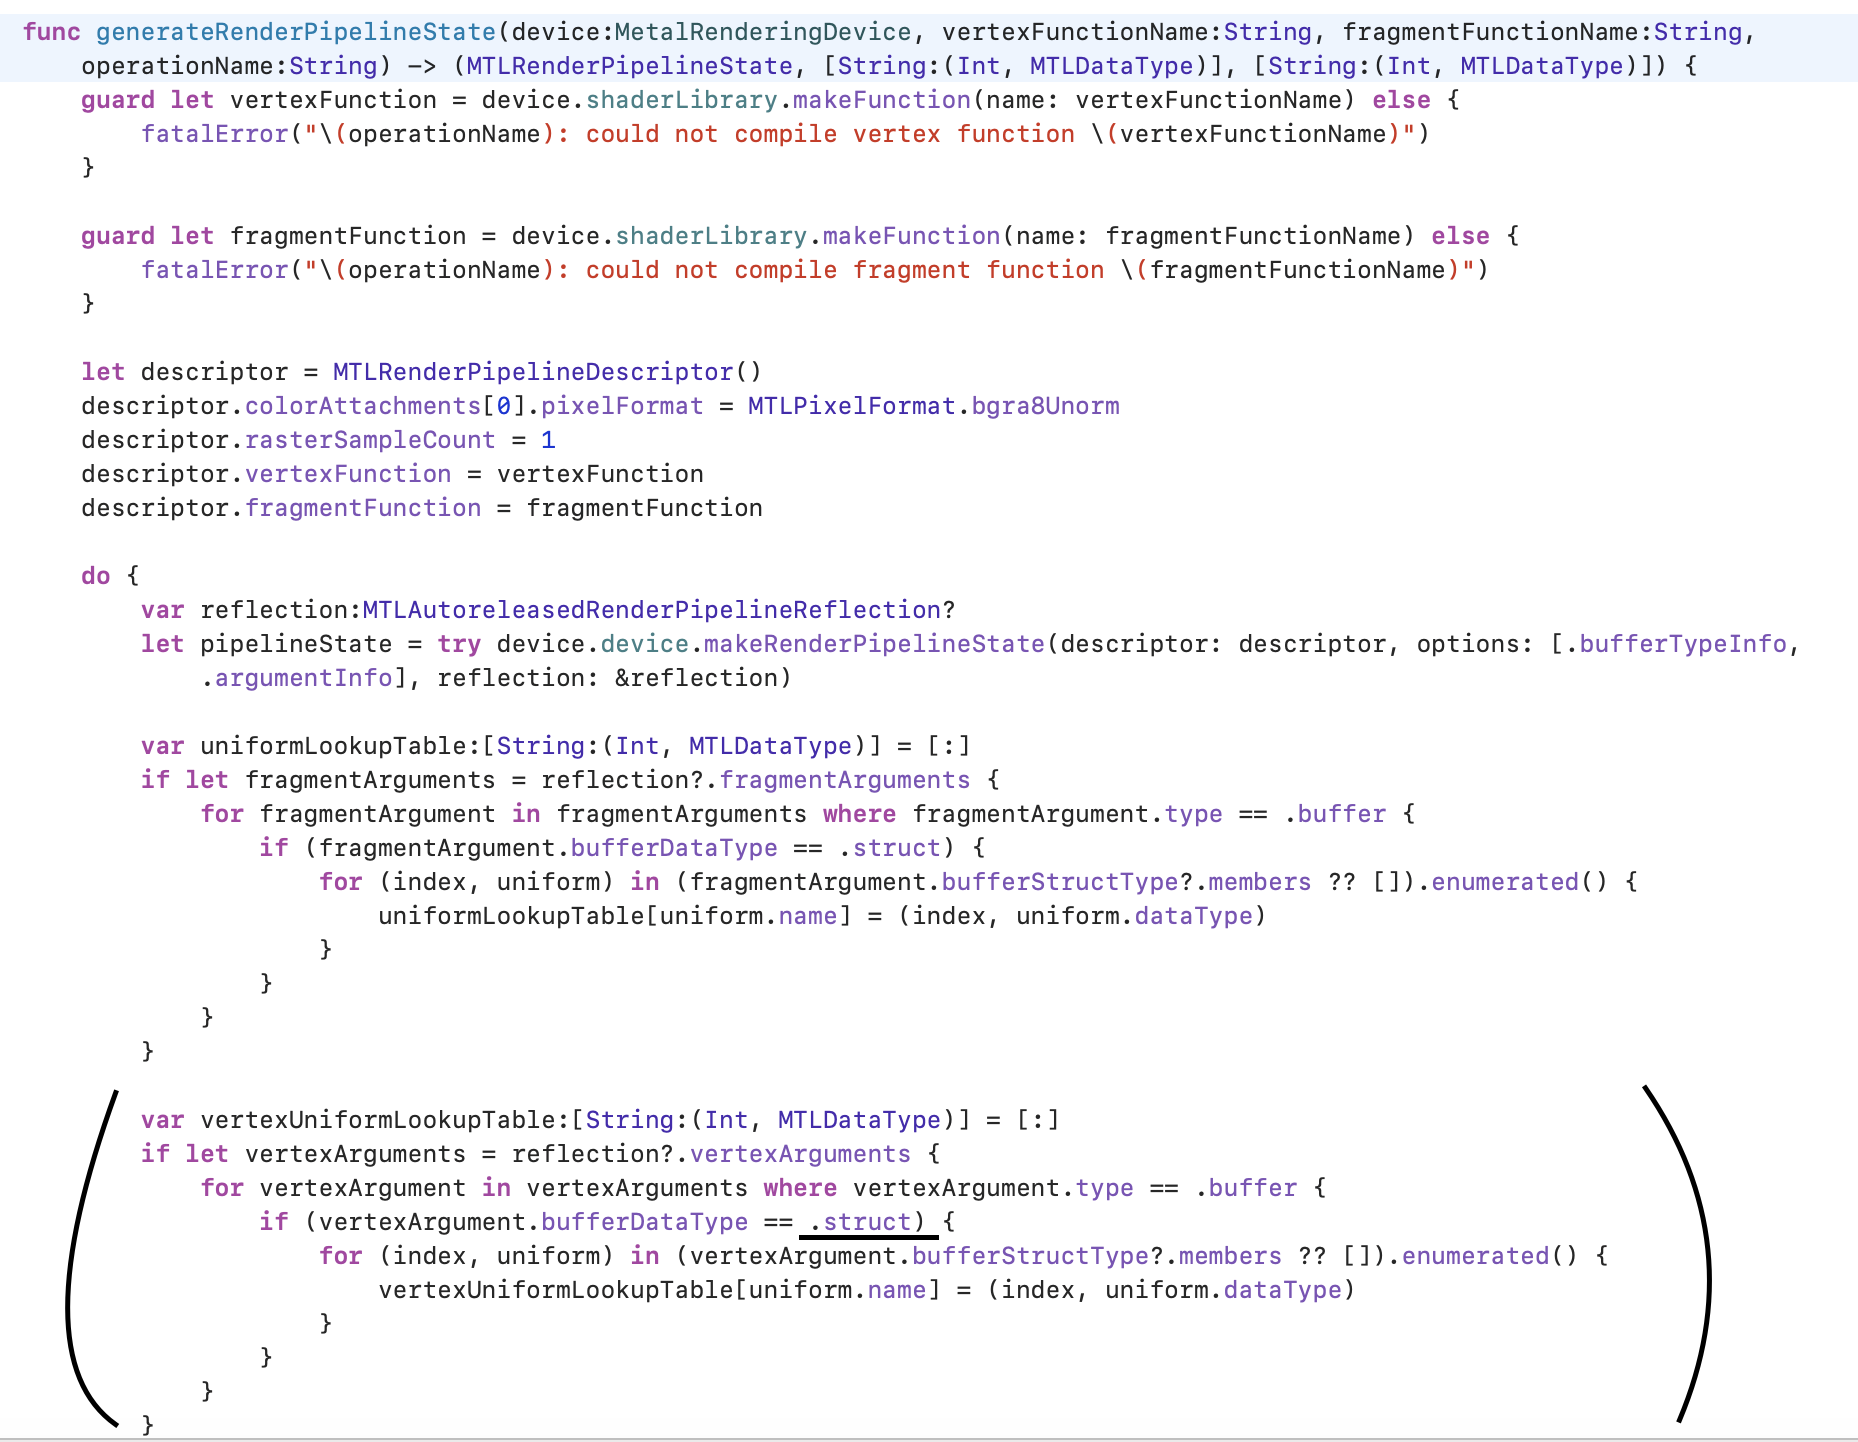 func generateRenderPipelineState(device:MetalRenderingDevice, vertexFunctionName:String, fragmentFunctionName:String,
operationName:String) -> (MTLRenderPipelineState, [String:(Int, MTLDataType)], [String:(Int, MTLDataType)]) {
guard let vertexFunction = device.shaderLibrary.makeFunction(name: vertexFunctionName) else {
fatalError("\(operationName): could not compile vertex function \(vertexFunctionName)")
}
guard let fragmentFunction = device.shaderLibrary.makeFunction(name: fragmentFunctionName) else {
fatalError("\(operationName): could not compile fragment function \(fragmentFunctionName)")
}
let descriptor = MTLRenderPipelineDescriptor()
descriptor.colorAttachments[0].pixelFormat = MTLPixelFormat.bgra8Unorm
descriptor.rasterSampleCount = 1
descriptor.vertexFunction = vertexFunction
descriptor.fragmentFunction = fragmentFunction
do {
var reflection:MTLAutoreleasedRenderPipelineReflection?
let pipelineState = try device.device.makeRenderPipelineState(descriptor: descriptor, options: [.bufferTypeInfo,
.argumentInfo], reflection: &reflection)
var uniformLookupTable:[String:(Int, MTLDataType)] = [:]
if let fragmentArguments = reflection?.fragmentArguments {
for fragmentArgument in fragmentArguments where fragmentArgument.type == .buffer {
if (fragmentArgument.bufferDataType == .struct) {
for (index, uniform) in (fragmentArgument.bufferStructType?.members ?? []).enumerated() {
uniformLookupTable[uniform.name] = (index, uniform.dataType)
}
}
}
}
var vertexUniformLookupTable:[String:(Int, MTLDataType)] = [:]
if let vertexArguments = reflection?.vertexArguments {
for vertexArgument in vertexArguments where vertexArgument.type == .buffer {
if (vertexArgument.bufferDataType == .struct) {
for (index, uniform) in (vertexArgument.bufferStructType?.members ?? []).enumerated() {
vertexUniformLookupTable[uniform.name] = (index, uniform.dataType)
}
}
}
}